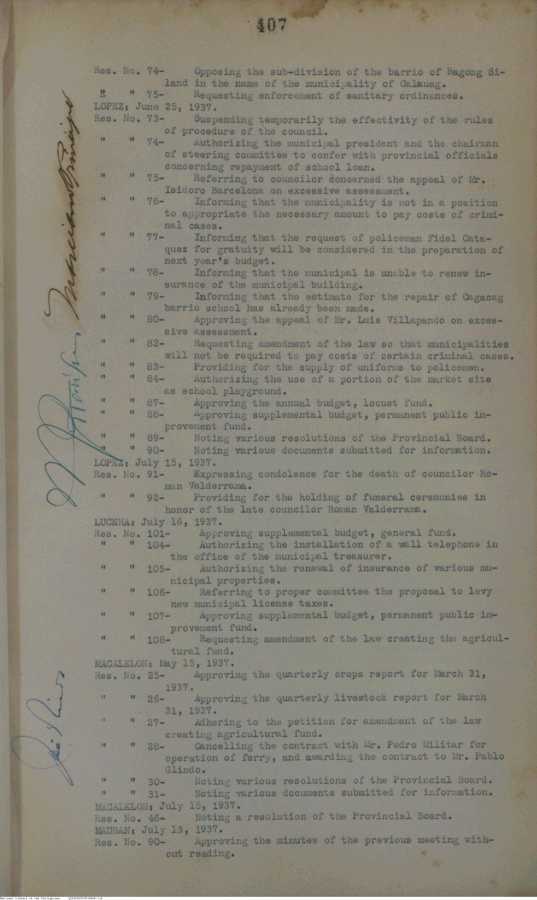 407
Res. No. 74- Opposing the sub-division of the barrio of Bagong Si-
land in the name of the municipality of Calauag.
" " 75- Requesting enforcement of sanitary ordinances.
LOPEZ: June 25, 1937.
Res. No. 73- Suspending temporarily the effectivity of the rules
of procedure of the council.
" " 74- Authorizing the municipal president and the chairman
of steering committee to confer with provincial officials
concerning repayment of school loan.
" " 75- Referring to councilor concerned the appeal of Mr.
Isidoro Barcelona on excessive assessment.
" " 76- Informing that the municipality is not in a position
to appropriate the necessary amount to pay costs of crimi-
nal cases.
" " 77- Informing that the request of policeman Fidel Cata-
quez for gratuity will be considered in the preparation of
next year's budget.
" " 78- Informing that the municipal is unable to renew in-
surance of the municipal building.
" " 79- Informing that the estimate for the repair of Cagacag
barrio school has already been made.
" " 80- Approving the appeal of Mr. Luis Villapando on exces-
sive assessment.
" " 82- Requesting amendment of the law so that municipalities
will not be required to pay costs of certain criminal cases.
" " 83- Providing for the supply of uniforms to policemen.
" " 84- Authorizing the use of a portion of the market site
as school playground.
" " 87- Approving the annual budget, locust fund.
" " 88- Approving supplemental budget, permanent public im-
provement fund.
" " 89- Noting various resolutions of the Provincial Board.
" " 90- Noting various documents submitted for information.
LOPEZ: July 15, 1937.
Res. No. 91- Expressing condolence for the death of councilor Ro-
man Valderrama.
" " 92- Providing for the holding of funeral ceremonies in
honor of the late councilor Roman Valderrama.
LUCENA: July 16, 1937.
Res. No. 101- Approving supplemental budget, general fund.
" " 104- Authorizing the installation of a wall telephone in
the office of the municipal treasurer.
" " 105- Authorizing the renewal of insurance of various mu-
nicipal properties.
" " 106- Referring to proper committee the proposal to levy
new municipal license taxes.
" " 107- Approving supplemental budget, permanent public im-
provement fund.
" " 108- Requesting amendment of the law creating the agricul-
tural fund.
MACALELON: May 15, 1937.
Res. No. 25- Approving the quarterly crops report for March 31,
1937.
" " 26- Approving the quarterly livestock report for March
31, 1937.
" " 27- Adhering to the petition for amendment of the law
creating agricultural fund.
" " 28- Cancelling the contract with Mr. Pedro Militar for
operation of ferry, and awarding the contract to Mr. Pablo
Glindo.
" " 30- Noting various resolutions of the Provincial Board.
" " 31- Noting various documents submitted for information.
MACALELON: July 15, 1937.
Res. No. 46- Noting a resolution of the Provincial Board.
MAUBAN: July 13, 1937.
Res. No. 90- Approving the minutes of the previous meeting with-
out reading.